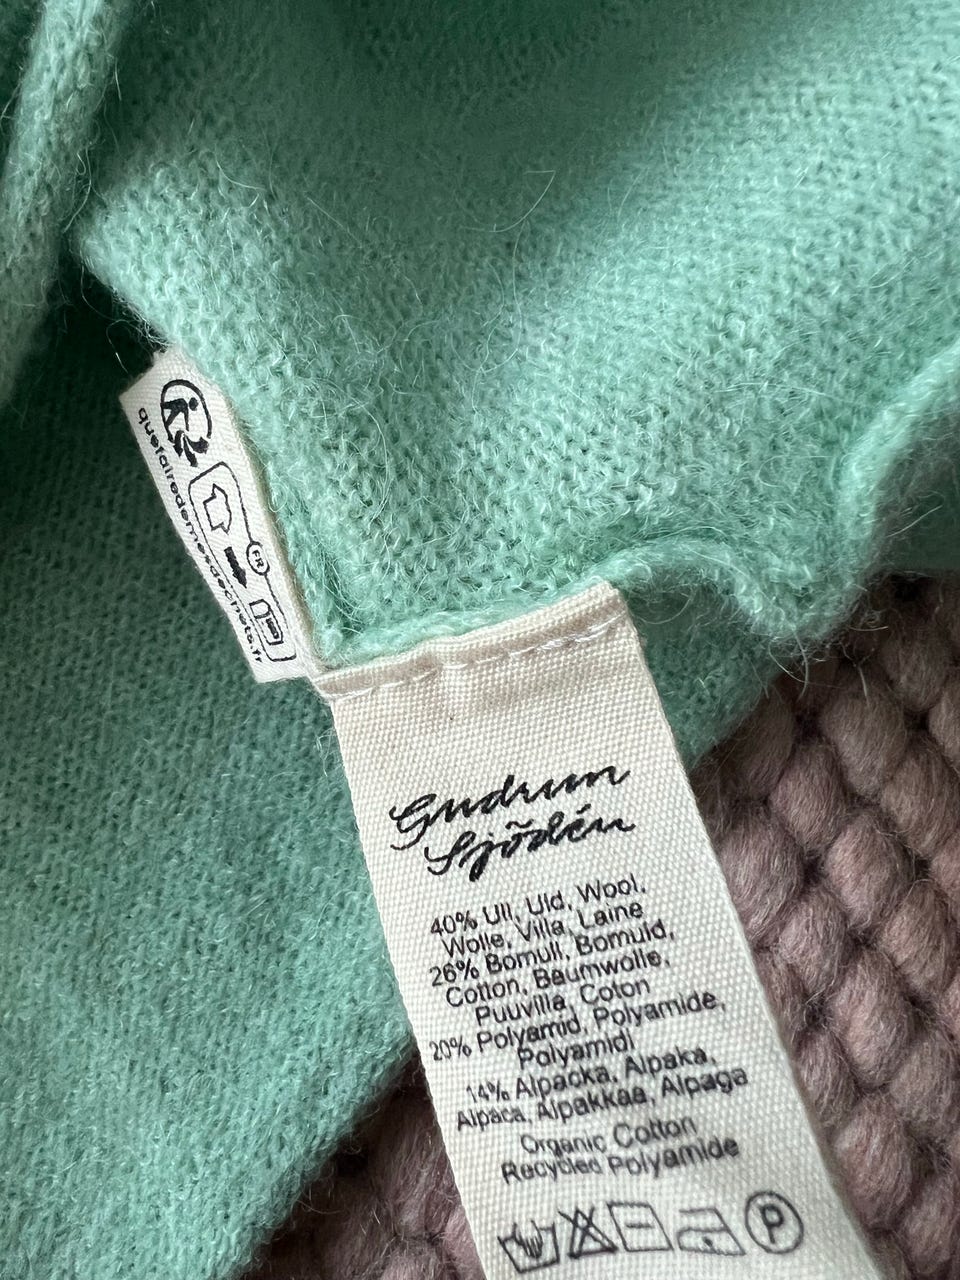 quefairedemesdechets.fr
FR
Gudrun
Sjödén
40% Ull, Uld, Wool,
Wolle, Villa, Laine
26% Bomull, Bomuld,
Cotton, Baumwolle,
Puuvilla, Coton
20% Polyamid, Polyamide,
Polyamidi
14% Alpacka, Alpaka,
Alpaca, Alpakkaa, Alpaga
Organic Cotton
Recycled Polyamide
P